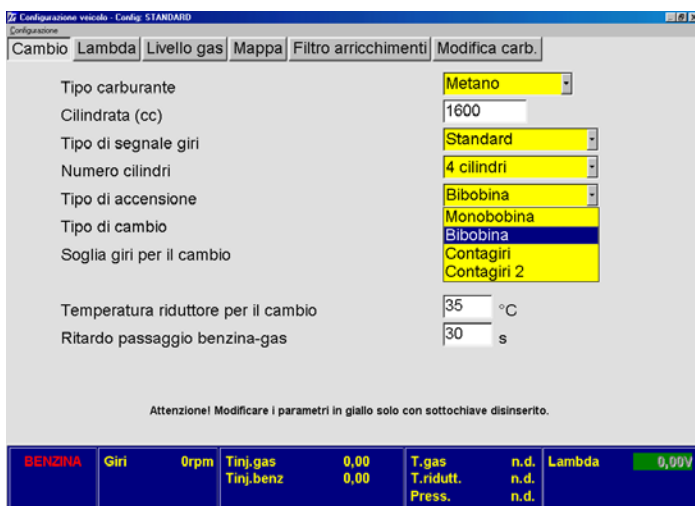 Configurazione veicolo - Config: STANDARD
Configurazione
Cambio Lambda Livello gas Mappa Filtro arricchimenti Modifica carb.
Tipo carburante Metano
Cilindrata (cc) 1600
Tipo di segnale giri Standard
Numero cilindri 4 cilindri
Tipo di accensione Bibobina
Monobobina
Tipo di cambio Bibobina
Soglia giri per il cambio Contagiri
Contagiri 2
Temperatura riduttore per il cambio 35 °C
Ritardo passaggio benzina-gas 30 s
Attenzione! Modificare i parametri in giallo solo con sottochiave disinserito.
BENZINA Giri 0rpm Tinj.gas 0,00 T.gas n.d. Lambda 0,00V
Tinj.benz 0,00 T.ridutt. n.d.
Press. n.d.